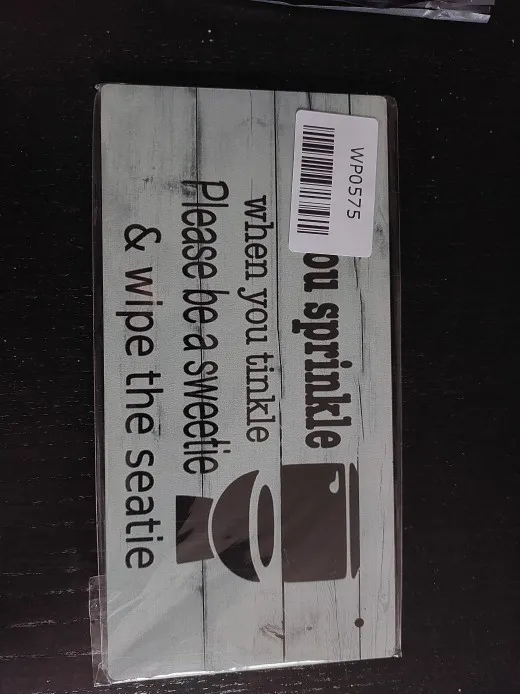 WP0575
ou sprinkle
when you tinkle
Please be a sweetie
& wipe the seatie